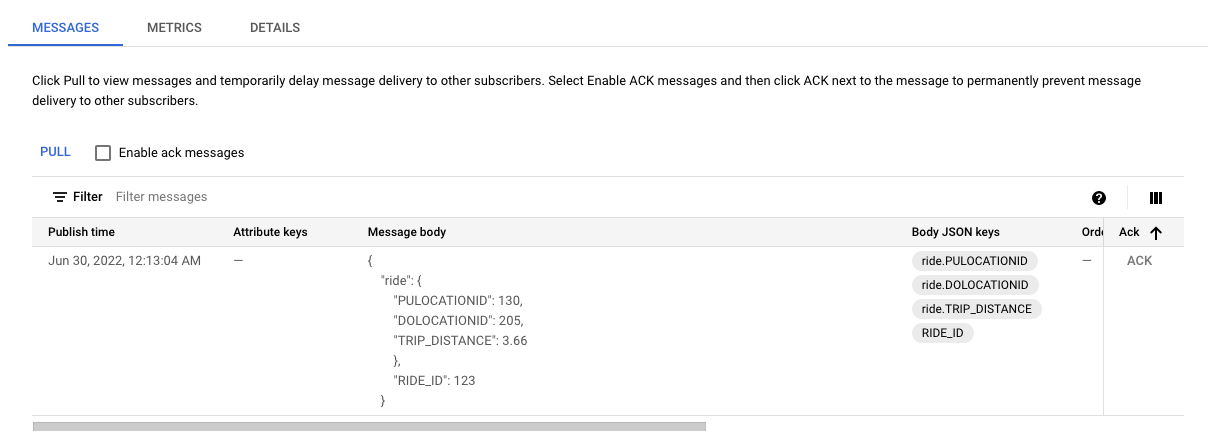 MESSAGES METRICS DETAILS
Click Pull to view messages and temporarily delay message delivery to other subscribers. Select Enable ACK messages and then click ACK next to the message to permanently prevent message
delivery to other subscribers.
PULL Enable ack messages
Filter Filter messages
Publish time Attribute keys Message body Body JSON keys Orde Ack
Jun 30, 2022, 12:13:04 AM — { ride.PULOCATIONID — ACK
"ride": { ride.DOLOCATIONID
"PULOCATIONID": 130, ride.TRIP_DISTANCE
"DOLOCATIONID": 205, RIDE_ID
"TRIP_DISTANCE": 3.66
},
"RIDE_ID": 123
}